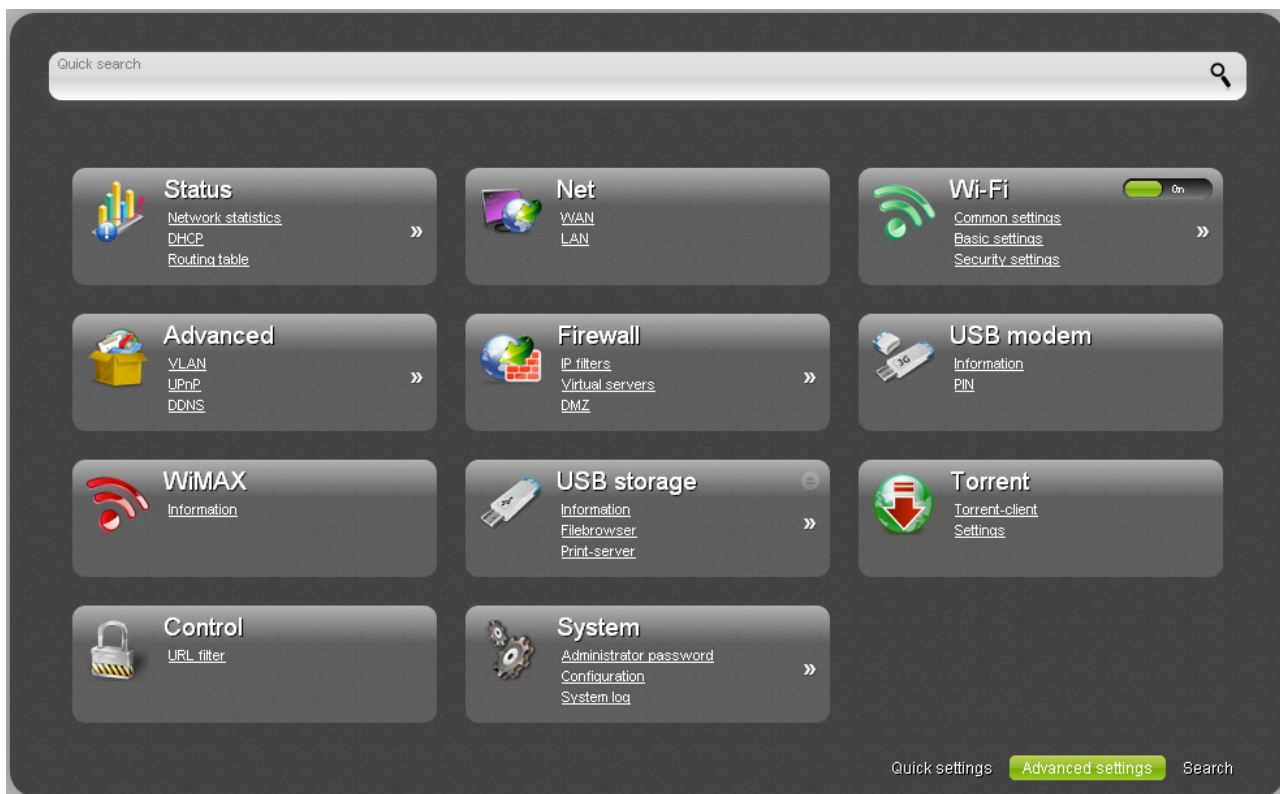 Quick search
Status
Network statistics
DHCP
Routing table
»
Net
WAN
LAN
Wi-Fi
On
Common settings
Basic settings
Security settings
»
Advanced
VLAN
UPnP
DDNS
»
Firewall
IP filters
Virtual servers
DMZ
»
USB modem
3G
Information
PIN
WiMAX
Information
USB storage
Information
Filebrowser
Print-server
»
Torrent
Torrent-client
Settings
Control
URL filter
System
Administrator password
Configuration
System log
»
Quick settings Advanced settings Search